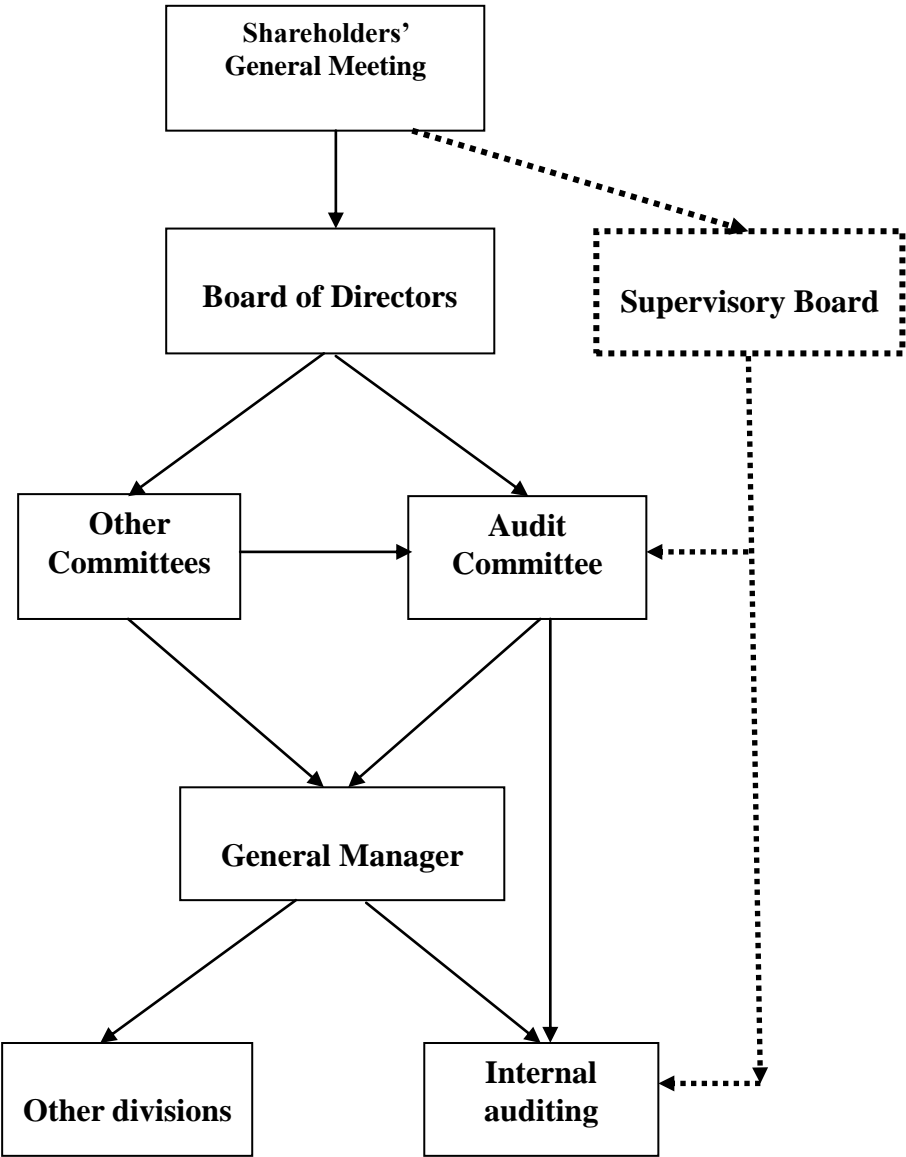 Shareholders’
General Meeting
Board of Directors
Supervisory Board
Other
Committees
Audit
Committee
General Manager
Other divisions
Internal
auditing